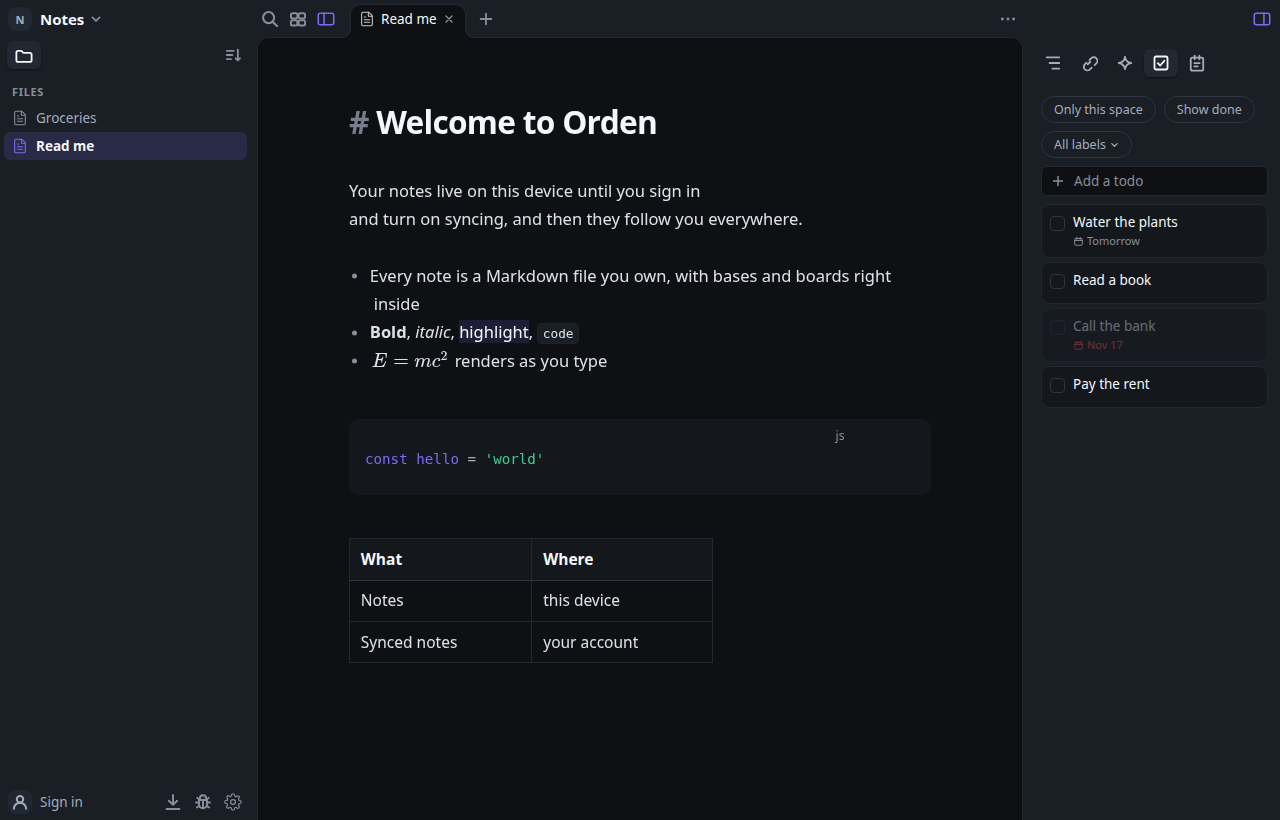 N Notes
Read me
FILES
Groceries
Read me
# Welcome to Orden
Your notes live on this device until you sign in
and turn on syncing, and then they follow you everywhere.
Every note is a Markdown file you own, with bases and boards right
inside
Bold, italic, highlight, code
E = mc² renders as you type
js
const hello = 'world'
What Where
Notes this device
Synced notes your account
Only this space Show done
All labels
Add a todo
Water the plants
Tomorrow
Read a book
Call the bank
Nov 17
Pay the rent
Sign in